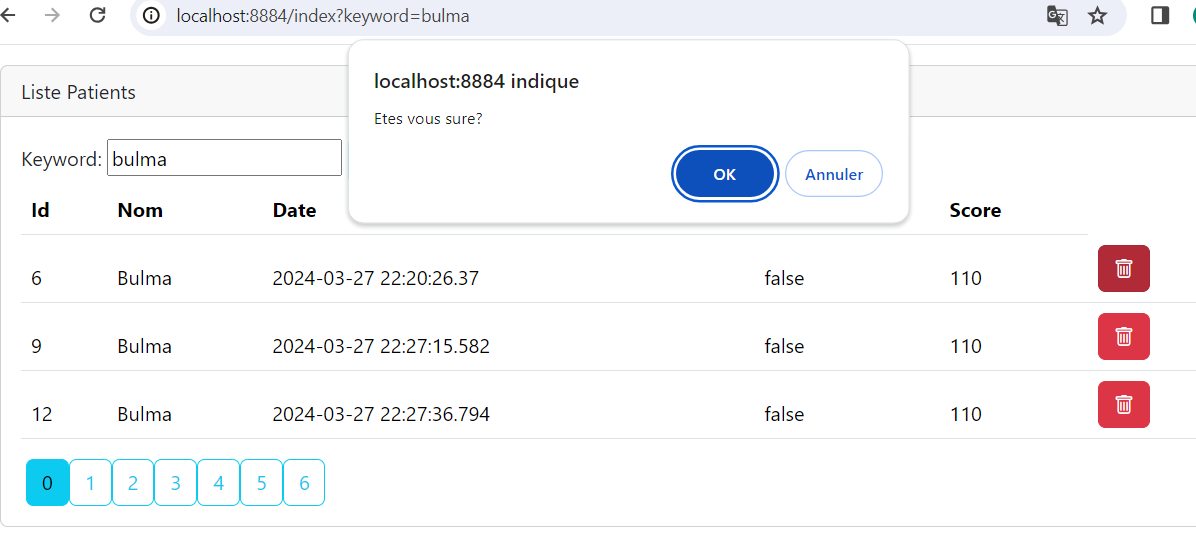 localhost:8884/index?keyword=bulma
localhost:8884 indique
Etes vous sure?
OK Annuler
Liste Patients
Keyword: bulma
Id Nom Date Score
6 Bulma 2024-03-27 22:20:26.37 false 110
9 Bulma 2024-03-27 22:27:15.582 false 110
12 Bulma 2024-03-27 22:27:36.794 false 110
0 1 2 3 4 5 6